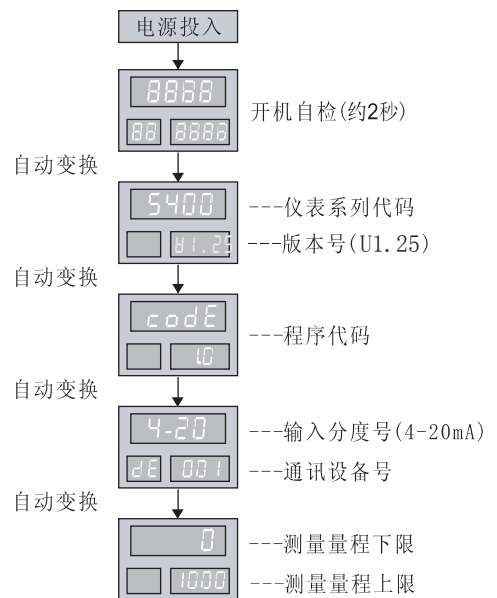 电源投入
8888
88 8888
开机自检(约2秒)
自动变换
5400
---仪表系列代码
U1.25
---版本号(U1.25)
自动变换
codE
1.0
---程序代码
自动变换
4-20
---输入分度号(4-20mA)
dE 001
---通讯设备号
自动变换
0
---测量量程下限
1000
---测量量程上限